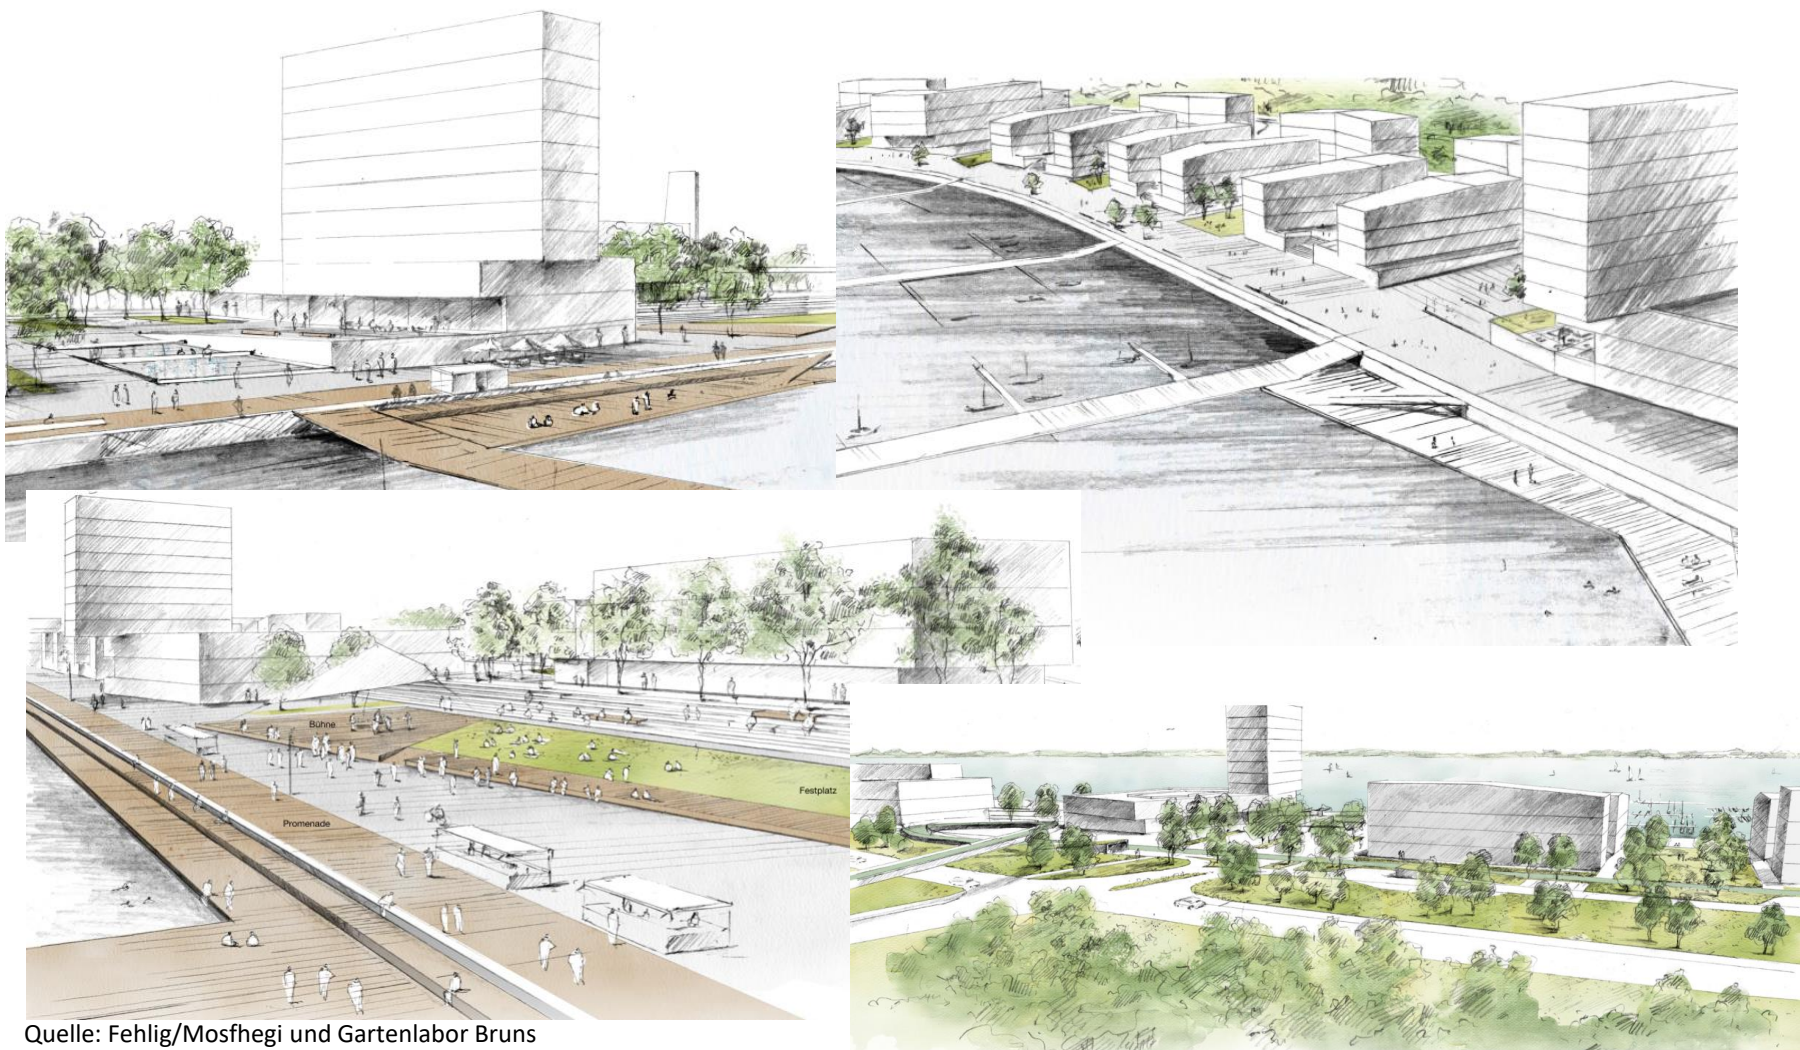 Bühne
Festplatz
Promenade
Quelle: Fehlig/Mosfhegi und Gartenlabor Bruns